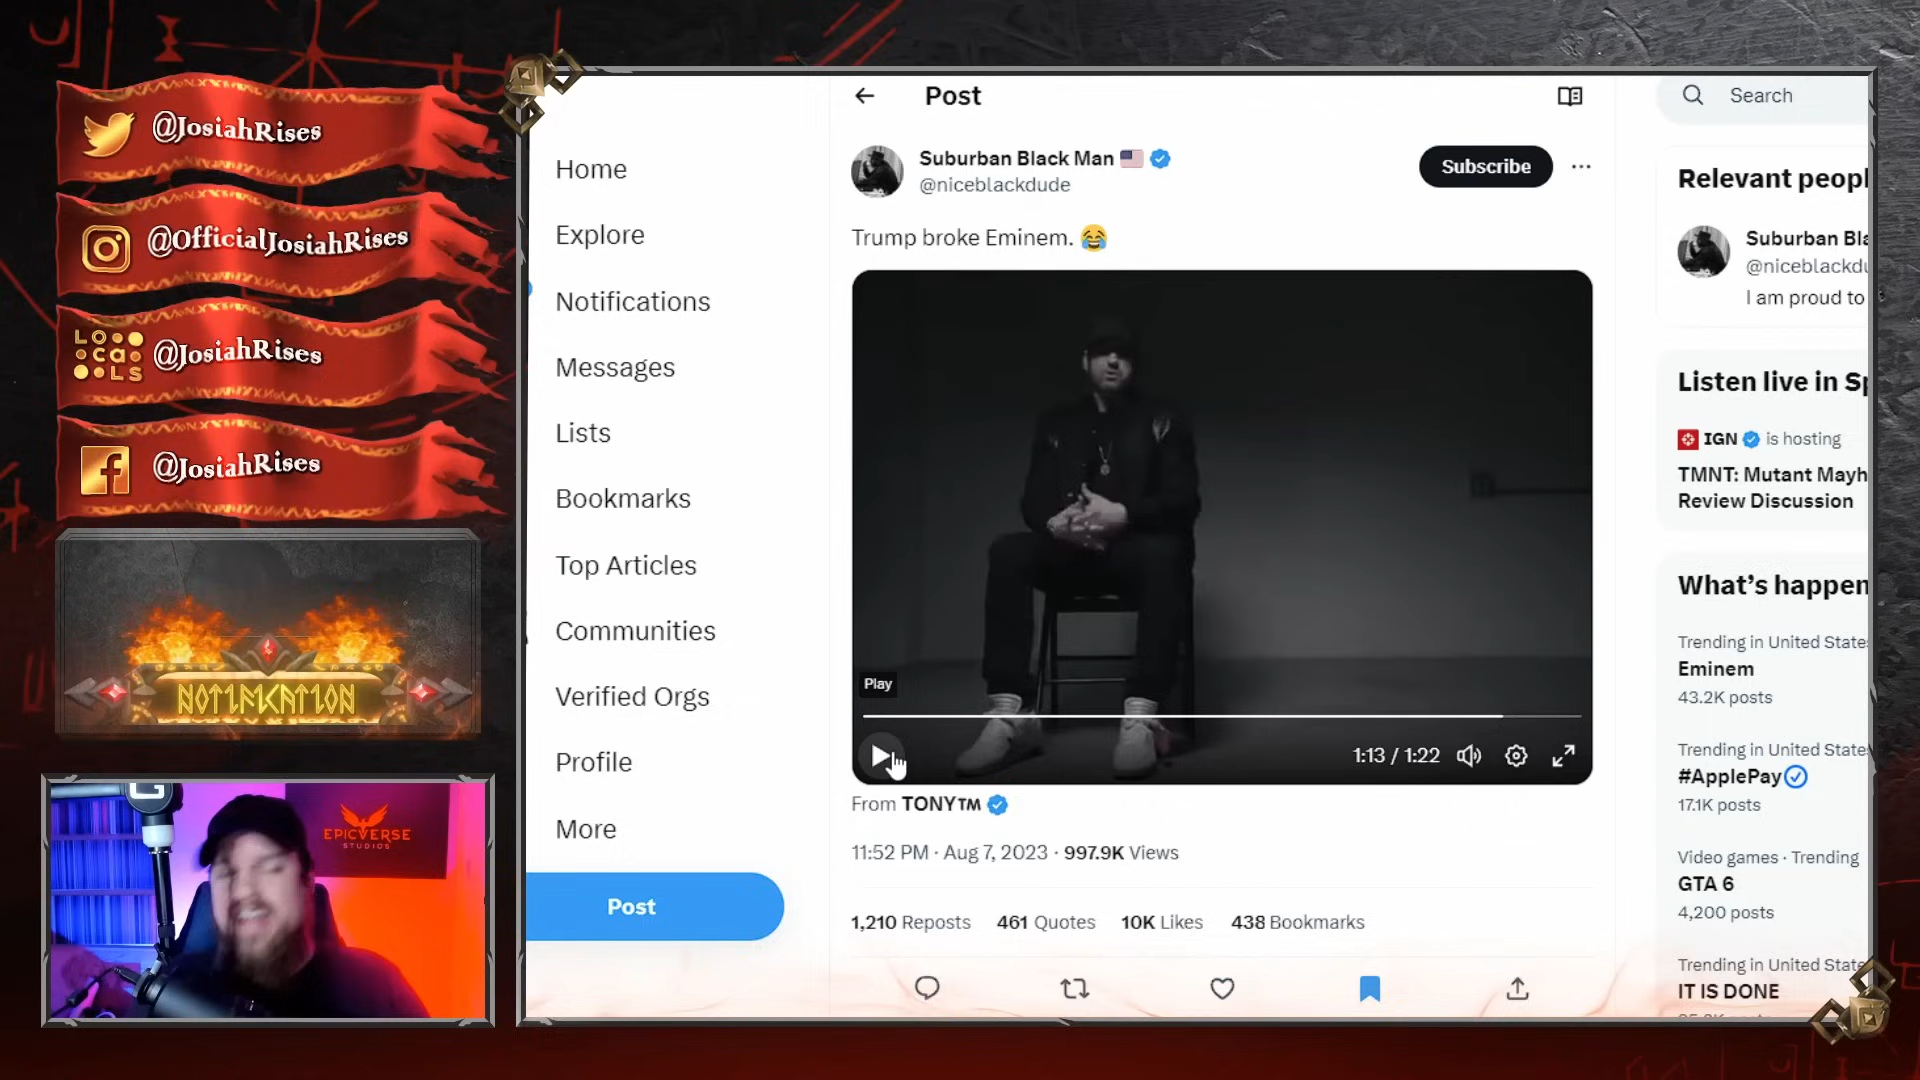 @JosiahRises
@OfficialJosiahRises
LOcaLS
@JosiahRises
@JosiahRises
NOTIFICATION
EPICVERSE
STUDIOS
Home
Explore
Notifications
Messages
Lists
Bookmarks
Top Articles
Communities
Verified Orgs
Profile
More
Post
Post
Suburban Black Man
@niceblackdude
Subscribe
Trump broke Eminem. 😂
Play
1:13 / 1:22
From TONY™
11:52 PM · Aug 7, 2023 · 997.9K Views
1,210 Reposts 461 Quotes 10K Likes 438 Bookmarks
Search
Relevant peopl
Suburban Bla
@niceblackdu
I am proud to
Listen live in Sp
IGN is hosting
TMNT: Mutant Mayh
Review Discussion
What's happen
Trending in United States
Eminem
43.2K posts
Trending in United States
#ApplePay
17.1K posts
Video games · Trending
GTA 6
4,200 posts
Trending in United State
IT IS DONE